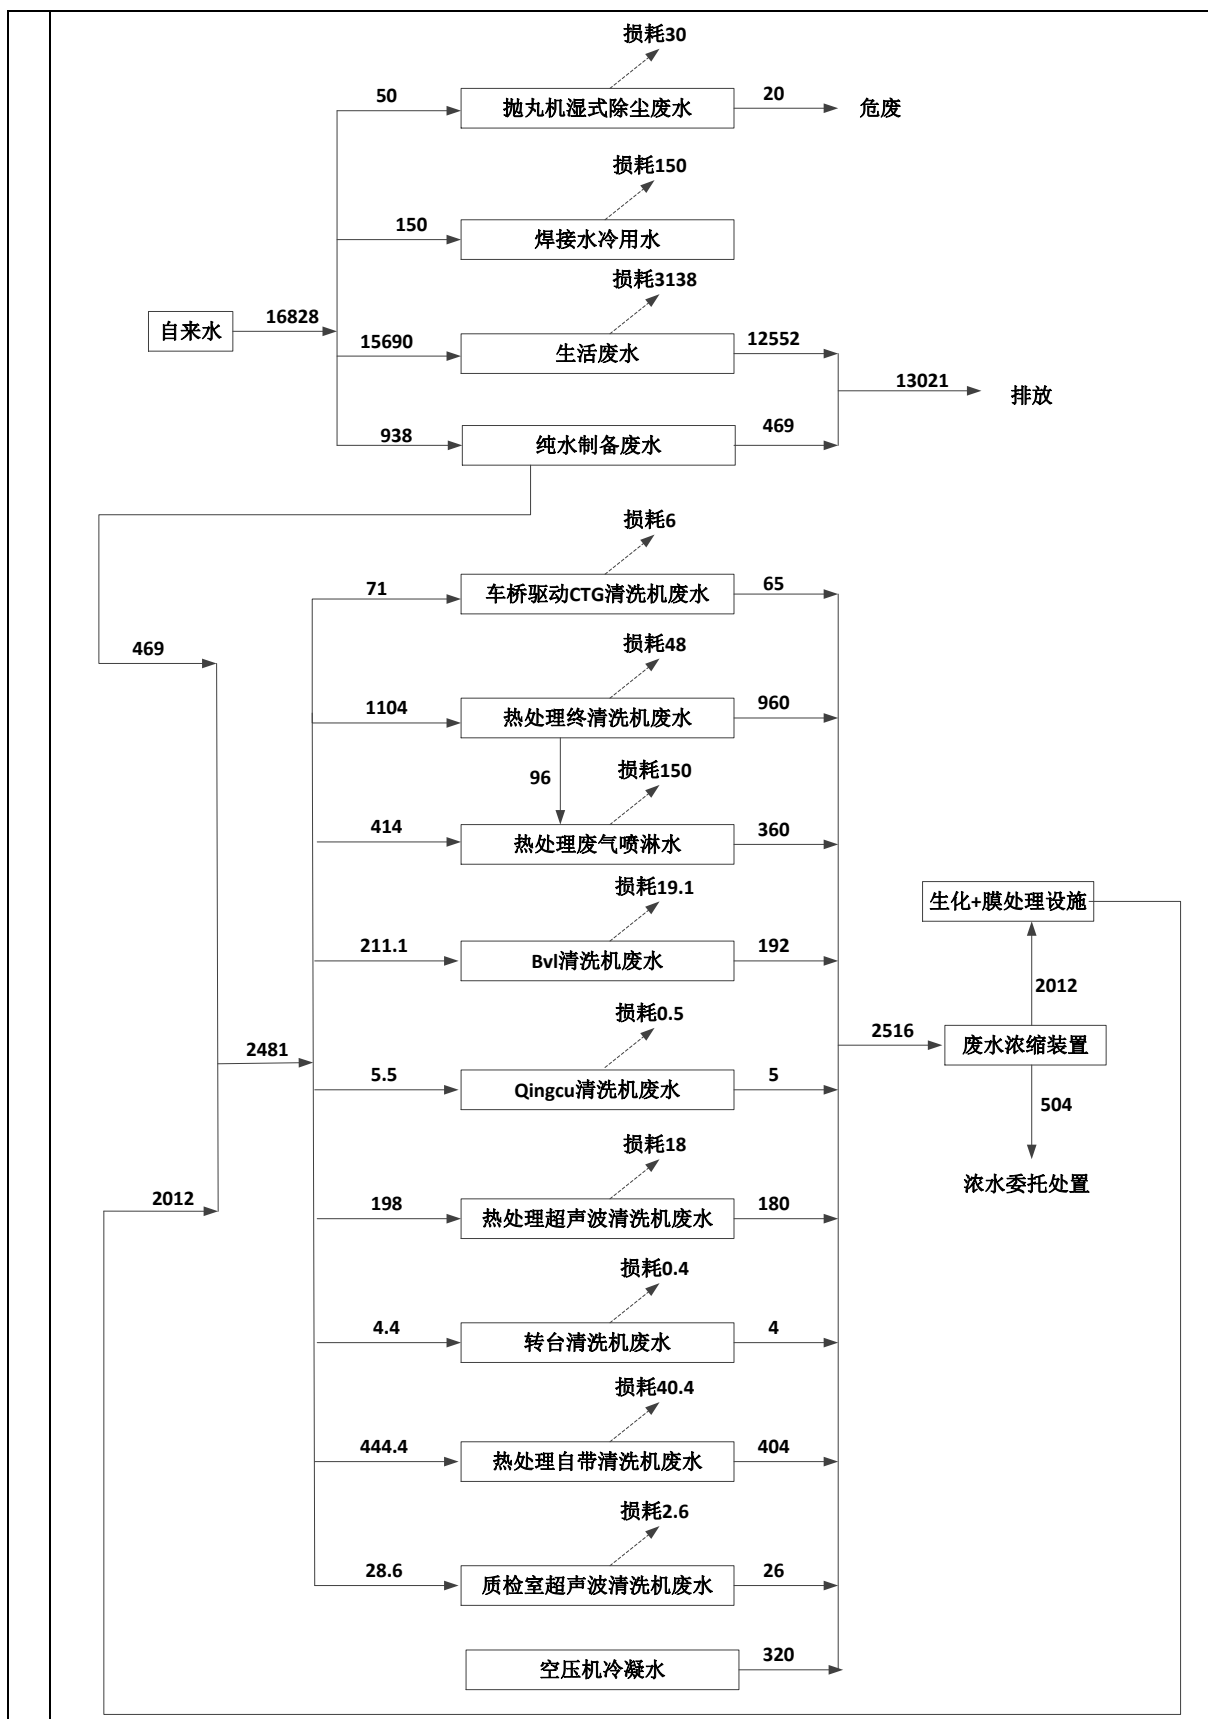 损耗30
50
抛丸机湿式除尘废水
20
危废
损耗150
150
焊接水冷用水
损耗3138
自来水
16828
15690
生活废水
12552
13021
排放
938
纯水制备废水
469
损耗6
71
车桥驱动CTG清洗机废水
65
469
损耗48
1104
热处理终清洗机废水
960
96
损耗150
414
热处理废气喷淋水
360
损耗19.1
生化+膜处理设施
211.1
Bvl清洗机废水
192
2012
损耗0.5
2481
2516
废水浓缩装置
5.5
Qingcu清洗机废水
5
504
损耗18
浓水委托处置
2012
198
热处理超声波清洗机废水
180
损耗0.4
4.4
转台清洗机废水
4
损耗40.4
444.4
热处理自带清洗机废水
404
损耗2.6
28.6
质检室超声波清洗机废水
26
空压机冷凝水
320